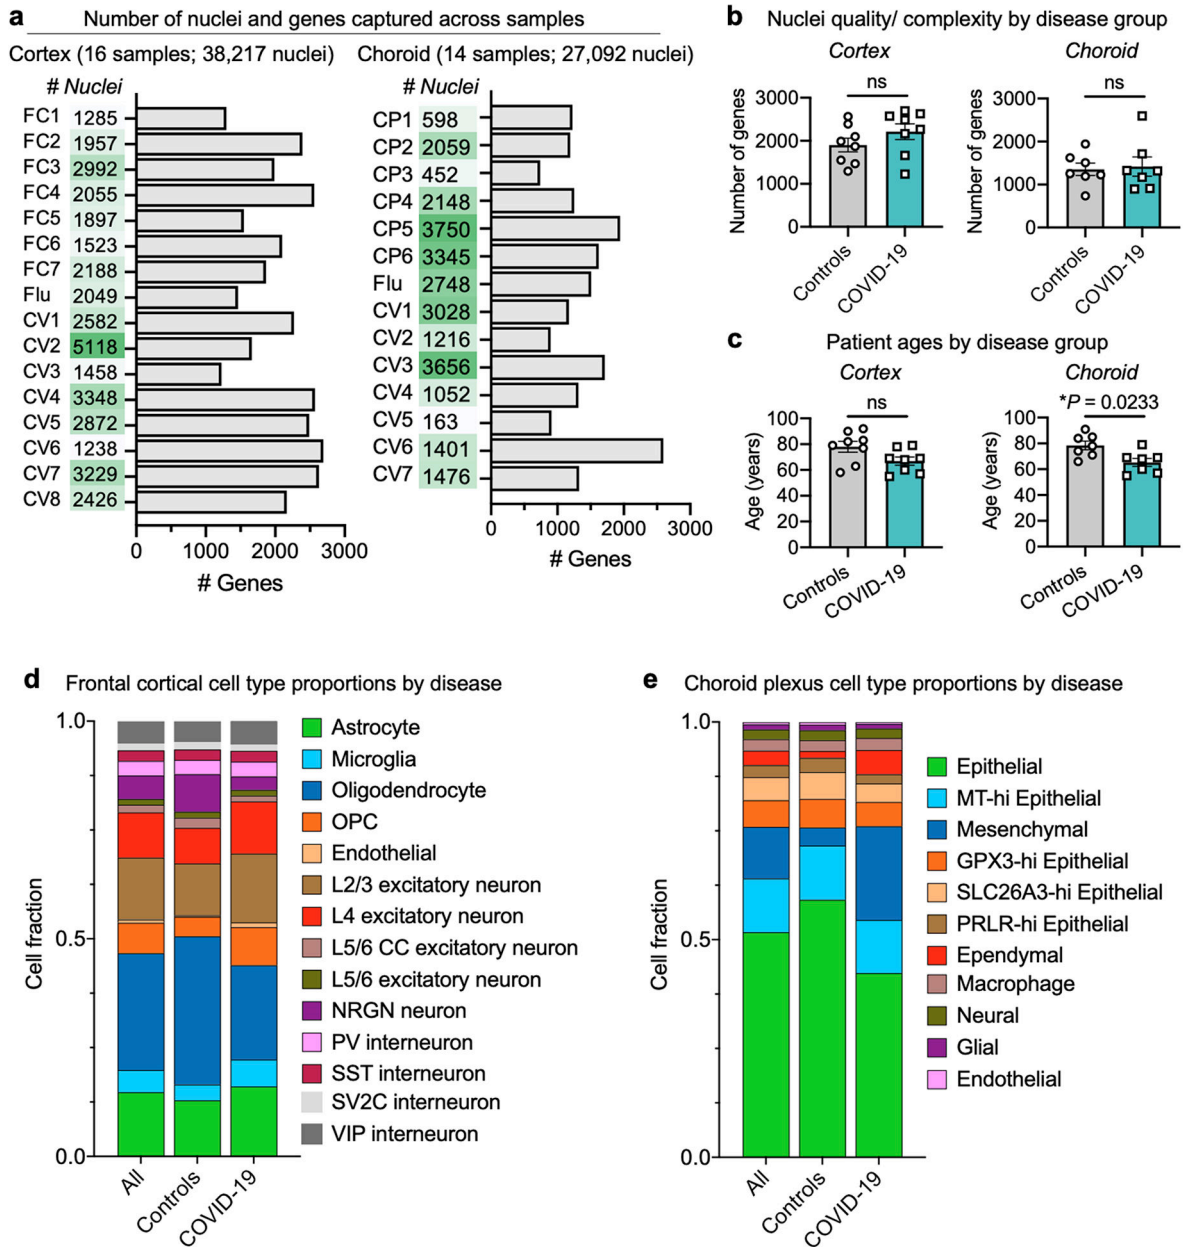 a Number of nuclei and genes captured across samples
Cortex (16 samples; 38,217 nuclei)
# Nuclei
FC1 1285
FC2 1957
FC3 2992
FC4 2055
FC5 1897
FC6 1523
FC7 2188
Flu 2049
CV1 2582
CV2 5118
CV3 1458
CV4 3348
CV5 2872
CV6 1238
CV7 3229
CV8 2426
0 1000 2000 3000
# Genes
Choroid (14 samples; 27,092 nuclei)
# Nuclei
CP1 598
CP2 2059
CP3 452
CP4 2148
CP5 3750
CP6 3345
Flu 2748
CV1 3028
CV2 1216
CV3 3656
CV4 1052
CV5 163
CV6 1401
CV7 1476
0 1000 2000 3000
# Genes
b Nuclei quality/ complexity by disease group
Cortex
ns
Number of genes
3000
2000
1000
0
Controls
COVID-19
Choroid
ns
Number of genes
3000
2000
1000
0
Controls
COVID-19
c Patient ages by disease group
Cortex
ns
Age (years)
100
80
60
40
20
0
Controls
COVID-19
Choroid
*P = 0.0233
Age (years)
100
80
60
40
20
0
Controls
COVID-19
d Frontal cortical cell type proportions by disease
Cell fraction
1.0
0.5
0.0
All
Controls
COVID-19
Astrocyte
Microglia
Oligodendrocyte
OPC
Endothelial
L2/3 excitatory neuron
L4 excitatory neuron
L5/6 CC excitatory neuron
L5/6 excitatory neuron
NRGN neuron
PV interneuron
SST interneuron
SV2C interneuron
VIP interneuron
e Choroid plexus cell type proportions by disease
Cell fraction
1.0
0.5
0.0
All
Controls
COVID-19
Epithelial
MT-hi Epithelial
Mesenchymal
GPX3-hi Epithelial
SLC26A3-hi Epithelial
PRLR-hi Epithelial
Ependymal
Macrophage
Neural
Glial
Endothelial